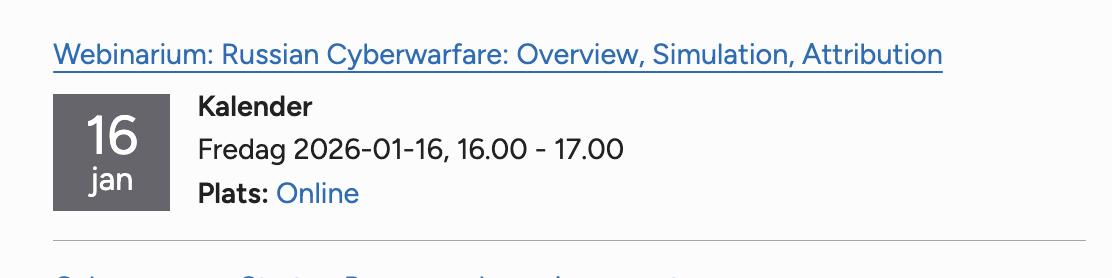 Webinarium: Russian Cyberwarfare: Overview, Simulation, Attribution
16
jan
Kalender
Fredag 2026-01-16, 16.00 - 17.00
Plats: Online